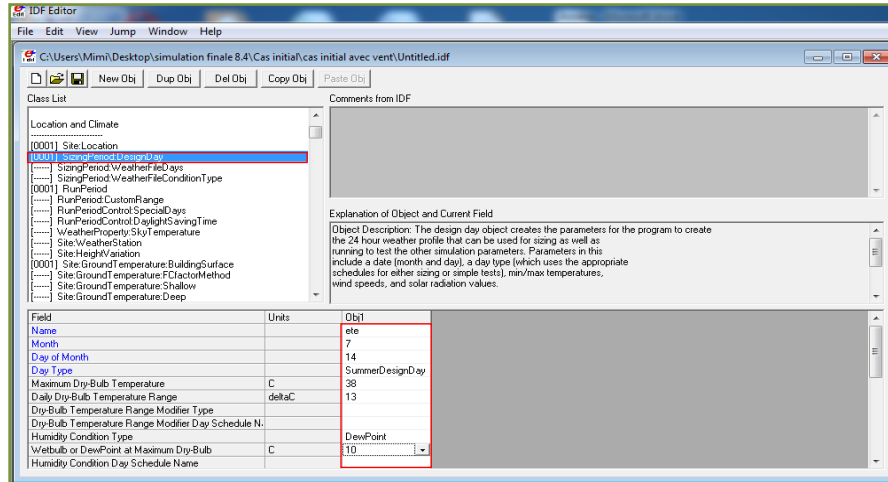 IDF Editor
File Edit View Jump Window Help
C:\Users\Mimi\Desktop\simulation finale 8.4\Cas initial\cas initial avec vent\Untitled.idf
New Obj Dup Obj Del Obj Copy Obj Paste Obj
Class List
Comments from IDF
Location and Climate
-------------------------
[0001] Site:Location
[0001] SizingPeriod:DesignDay
[------] SizingPeriod:WeatherFileDays
[------] SizingPeriod:WeatherFileConditionType
[0001] RunPeriod
[------] RunPeriod:CustomRange
[------] RunPeriodControl:SpecialDays
[------] RunPeriodControl:DaylightSavingTime
[------] WeatherProperty:SkyTemperature
[------] Site:WeatherStation
[------] Site:HeightVariation
[0001] Site:GroundTemperature:BuildingSurface
[------] Site:GroundTemperature:FCfactorMethod
[------] Site:GroundTemperature:Shallow
[------] Site:GroundTemperature:Deep
Explanation of Object and Current Field
Object Description: The design day object creates the parameters for the program to create
the 24 hour weather profile that can be used for sizing as well as
running to test the other simulation parameters. Parameters in this
include a date (month and day), a day type (which uses the appropriate
schedules for either sizing or simple tests), min/max temperatures,
wind speeds, and solar radiation values.
Field Units Obj1
Name ete
Month 7
Day of Month 14
Day Type SummerDesignDay
Maximum Dry-Bulb Temperature C 38
Daily Dry-Bulb Temperature Range deltaC 13
Dry-Bulb Temperature Range Modifier Type
Dry-Bulb Temperature Range Modifier Day Schedule N
Humidity Condition Type DewPoint
Wetbulb or DewPoint at Maximum Dry-Bulb C 10
Humidity Condition Day Schedule Name